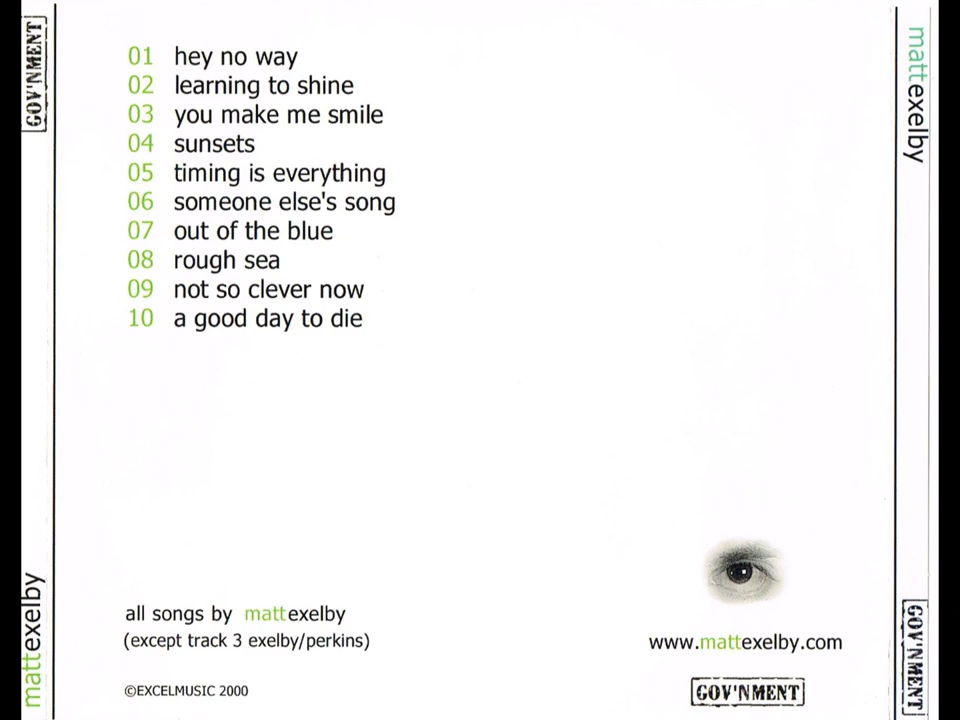 GOV'NMENT
mattexelby
01 hey no way
02 learning to shine
03 you make me smile
04 sunsets
05 timing is everything
06 someone else's song
07 out of the blue
08 rough sea
09 not so clever now
10 a good day to die
all songs by mattexelby
(except track 3 exelby/perkins)
©EXCELMUSIC 2000
www.mattexelby.com
GOV'NMENT
mattexelby
GOV'NMENT